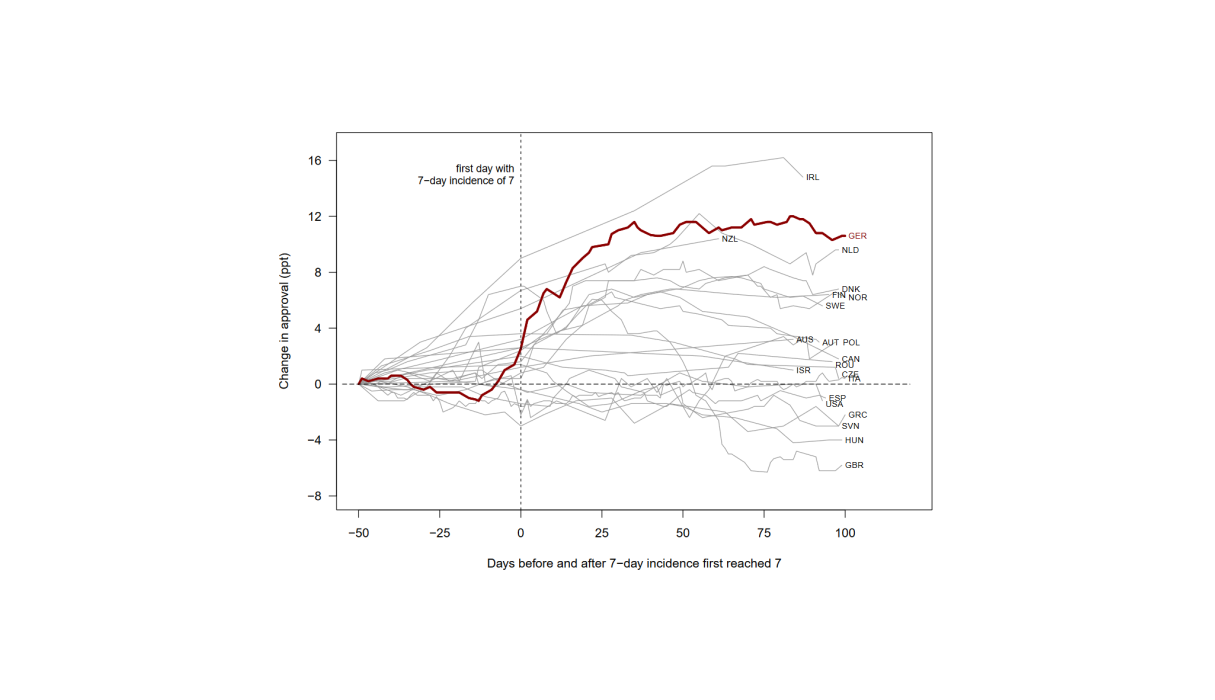 Change in approval (ppt)
16
12
8
4
0
−4
−8
first day with
7−day incidence of 7
IRL
GER
NZL
NLD
DNK
FIN NOR
SWE
AUS AUT POL
CAN
ROU
ISR
CZE
ITA
ESP
USA
GRC
SVN
HUN
GBR
−50 −25 0 25 50 75 100
Days before and after 7−day incidence first reached 7